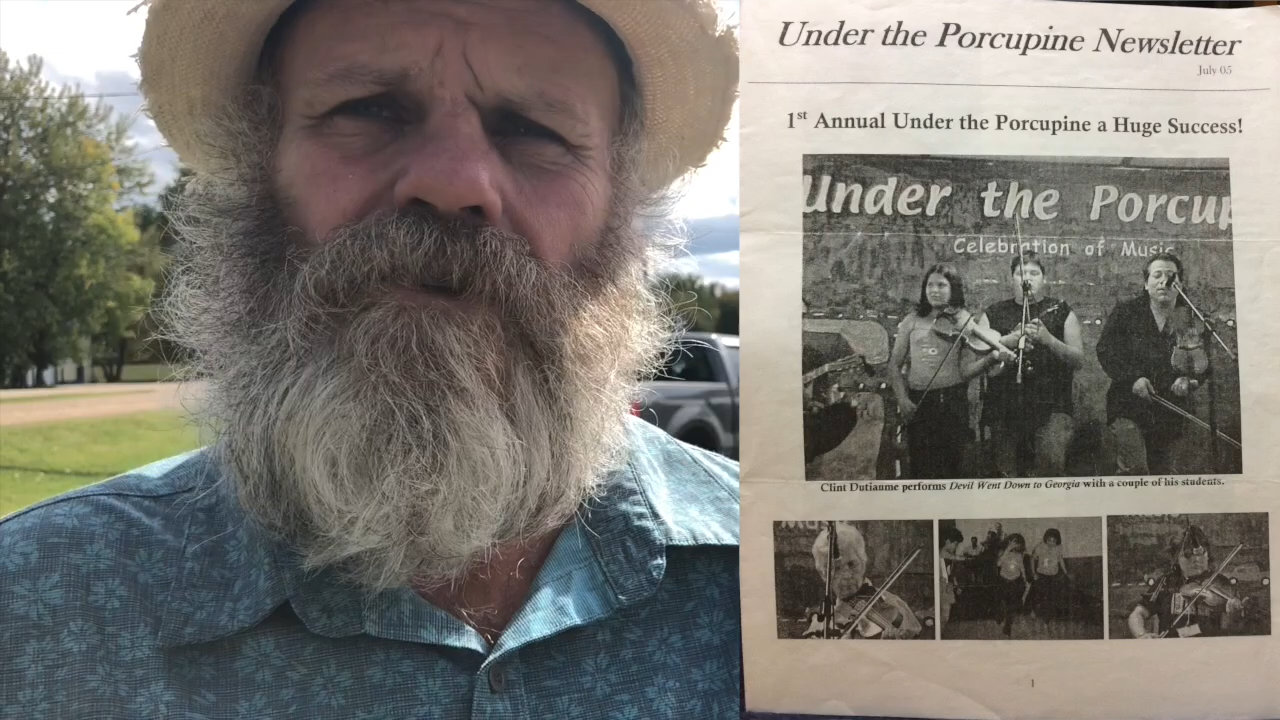 Under the Porcupine Newsletter
July 05
1st Annual Under the Porcupine a Huge Success!
Under the Porcup
Celebration of Music
Clint Dutiaume performs Devil Went Down to Georgia with a couple of his students.
1